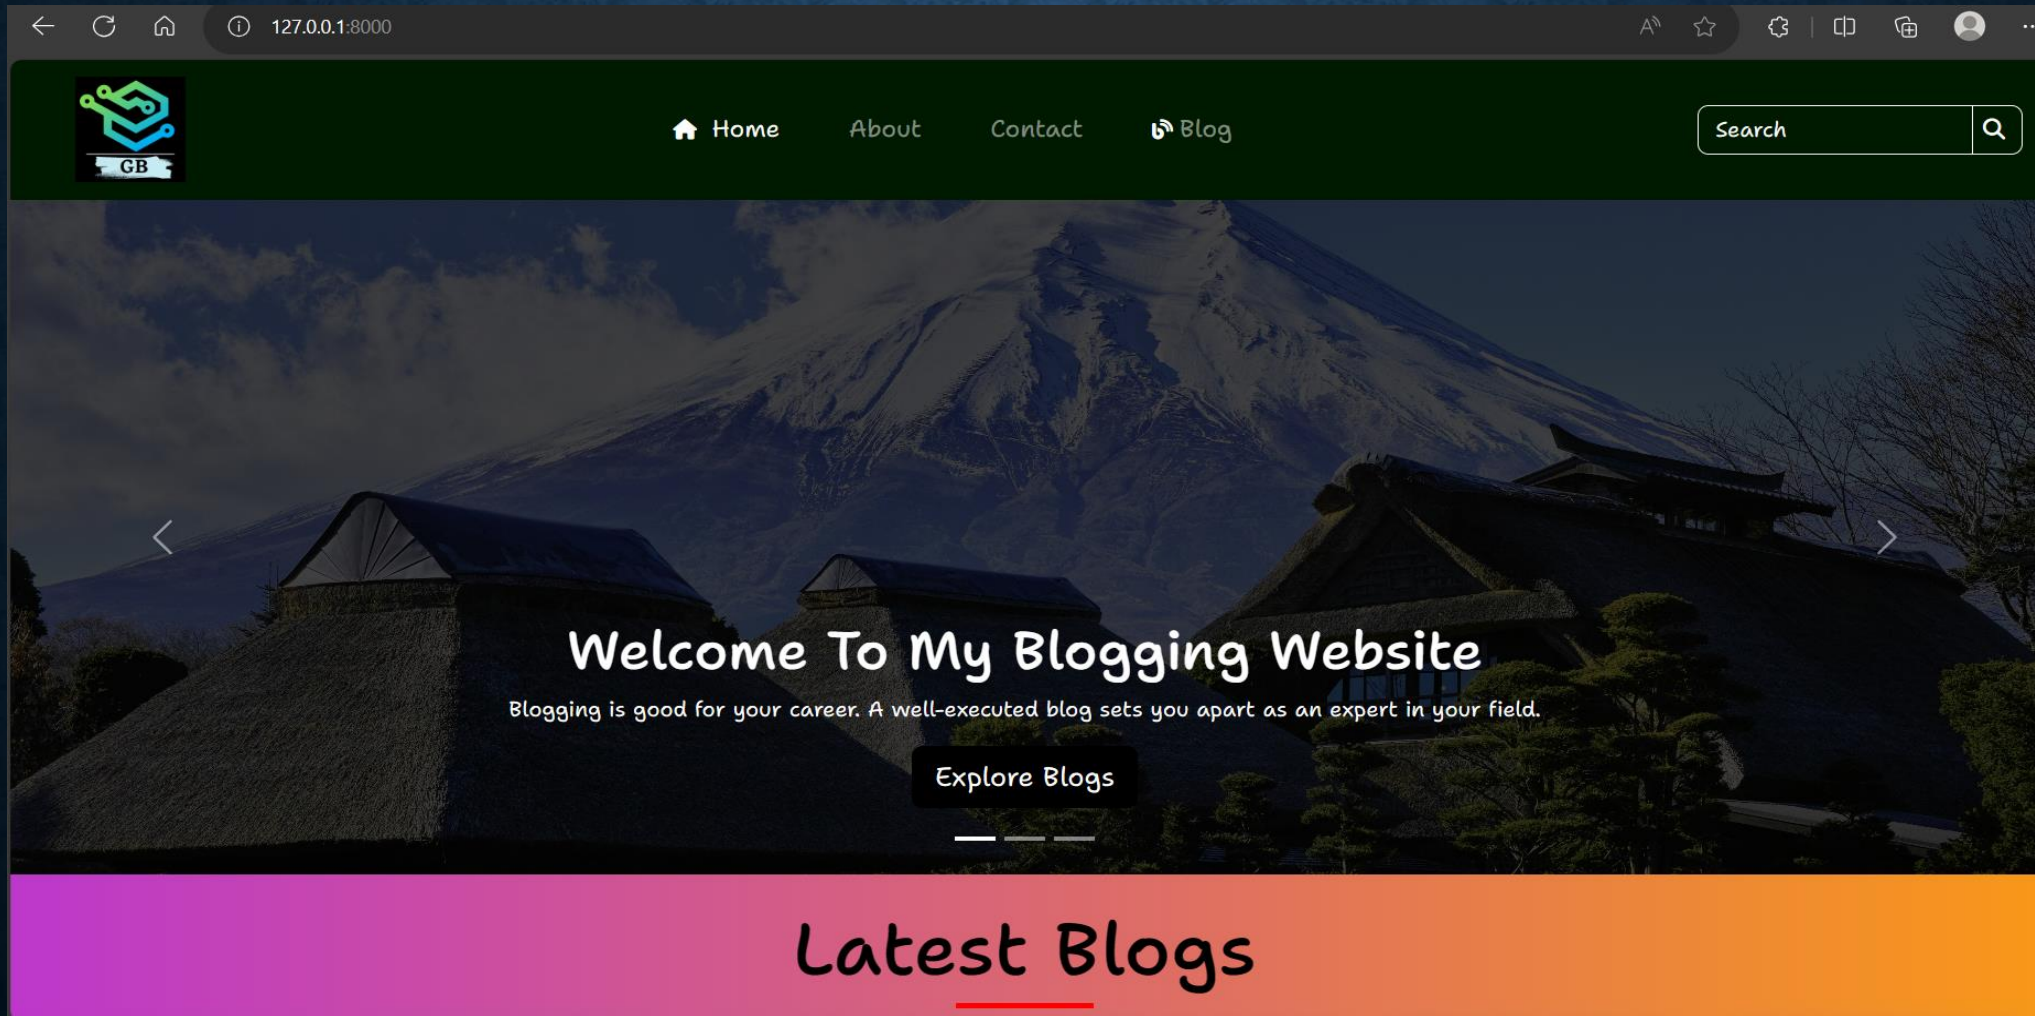 127.0.0.1:8000
GB
Home About Contact Blog
Search
Welcome To My Blogging Website
Blogging is good for your career. A well-executed blog sets you apart as an expert in your field.
Explore Blogs
Latest Blogs